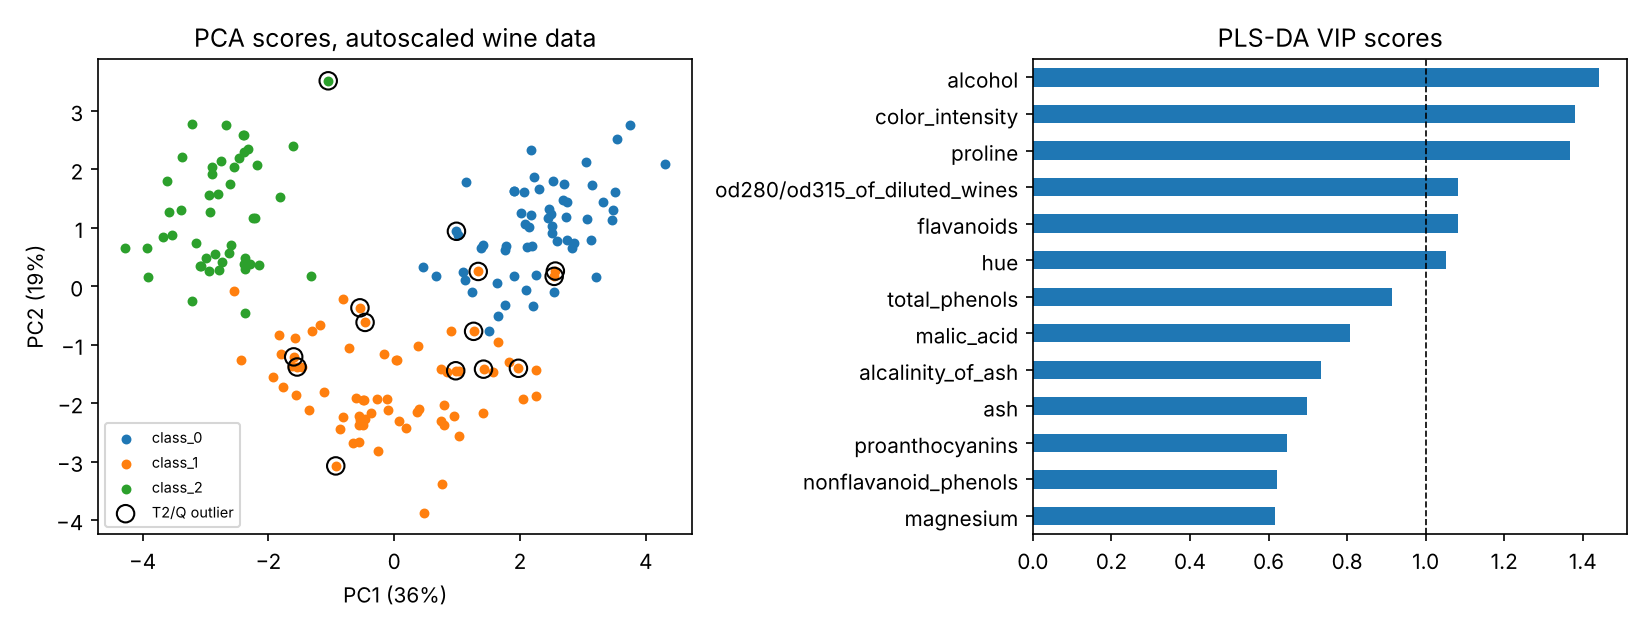 PCA scores, autoscaled wine data
PC2 (19%)
3
2
1
0
−1
−2
−3
−4
−4
−2
0
2
4
PC1 (36%)
class_0
class_1
class_2
T2/Q outlier
PLS-DA VIP scores
alcohol
color_intensity
proline
od280/od315_of_diluted_wines
flavanoids
hue
total_phenols
malic_acid
alcalinity_of_ash
ash
proanthocyanins
nonflavanoid_phenols
magnesium
0.0
0.2
0.4
0.6
0.8
1.0
1.2
1.4